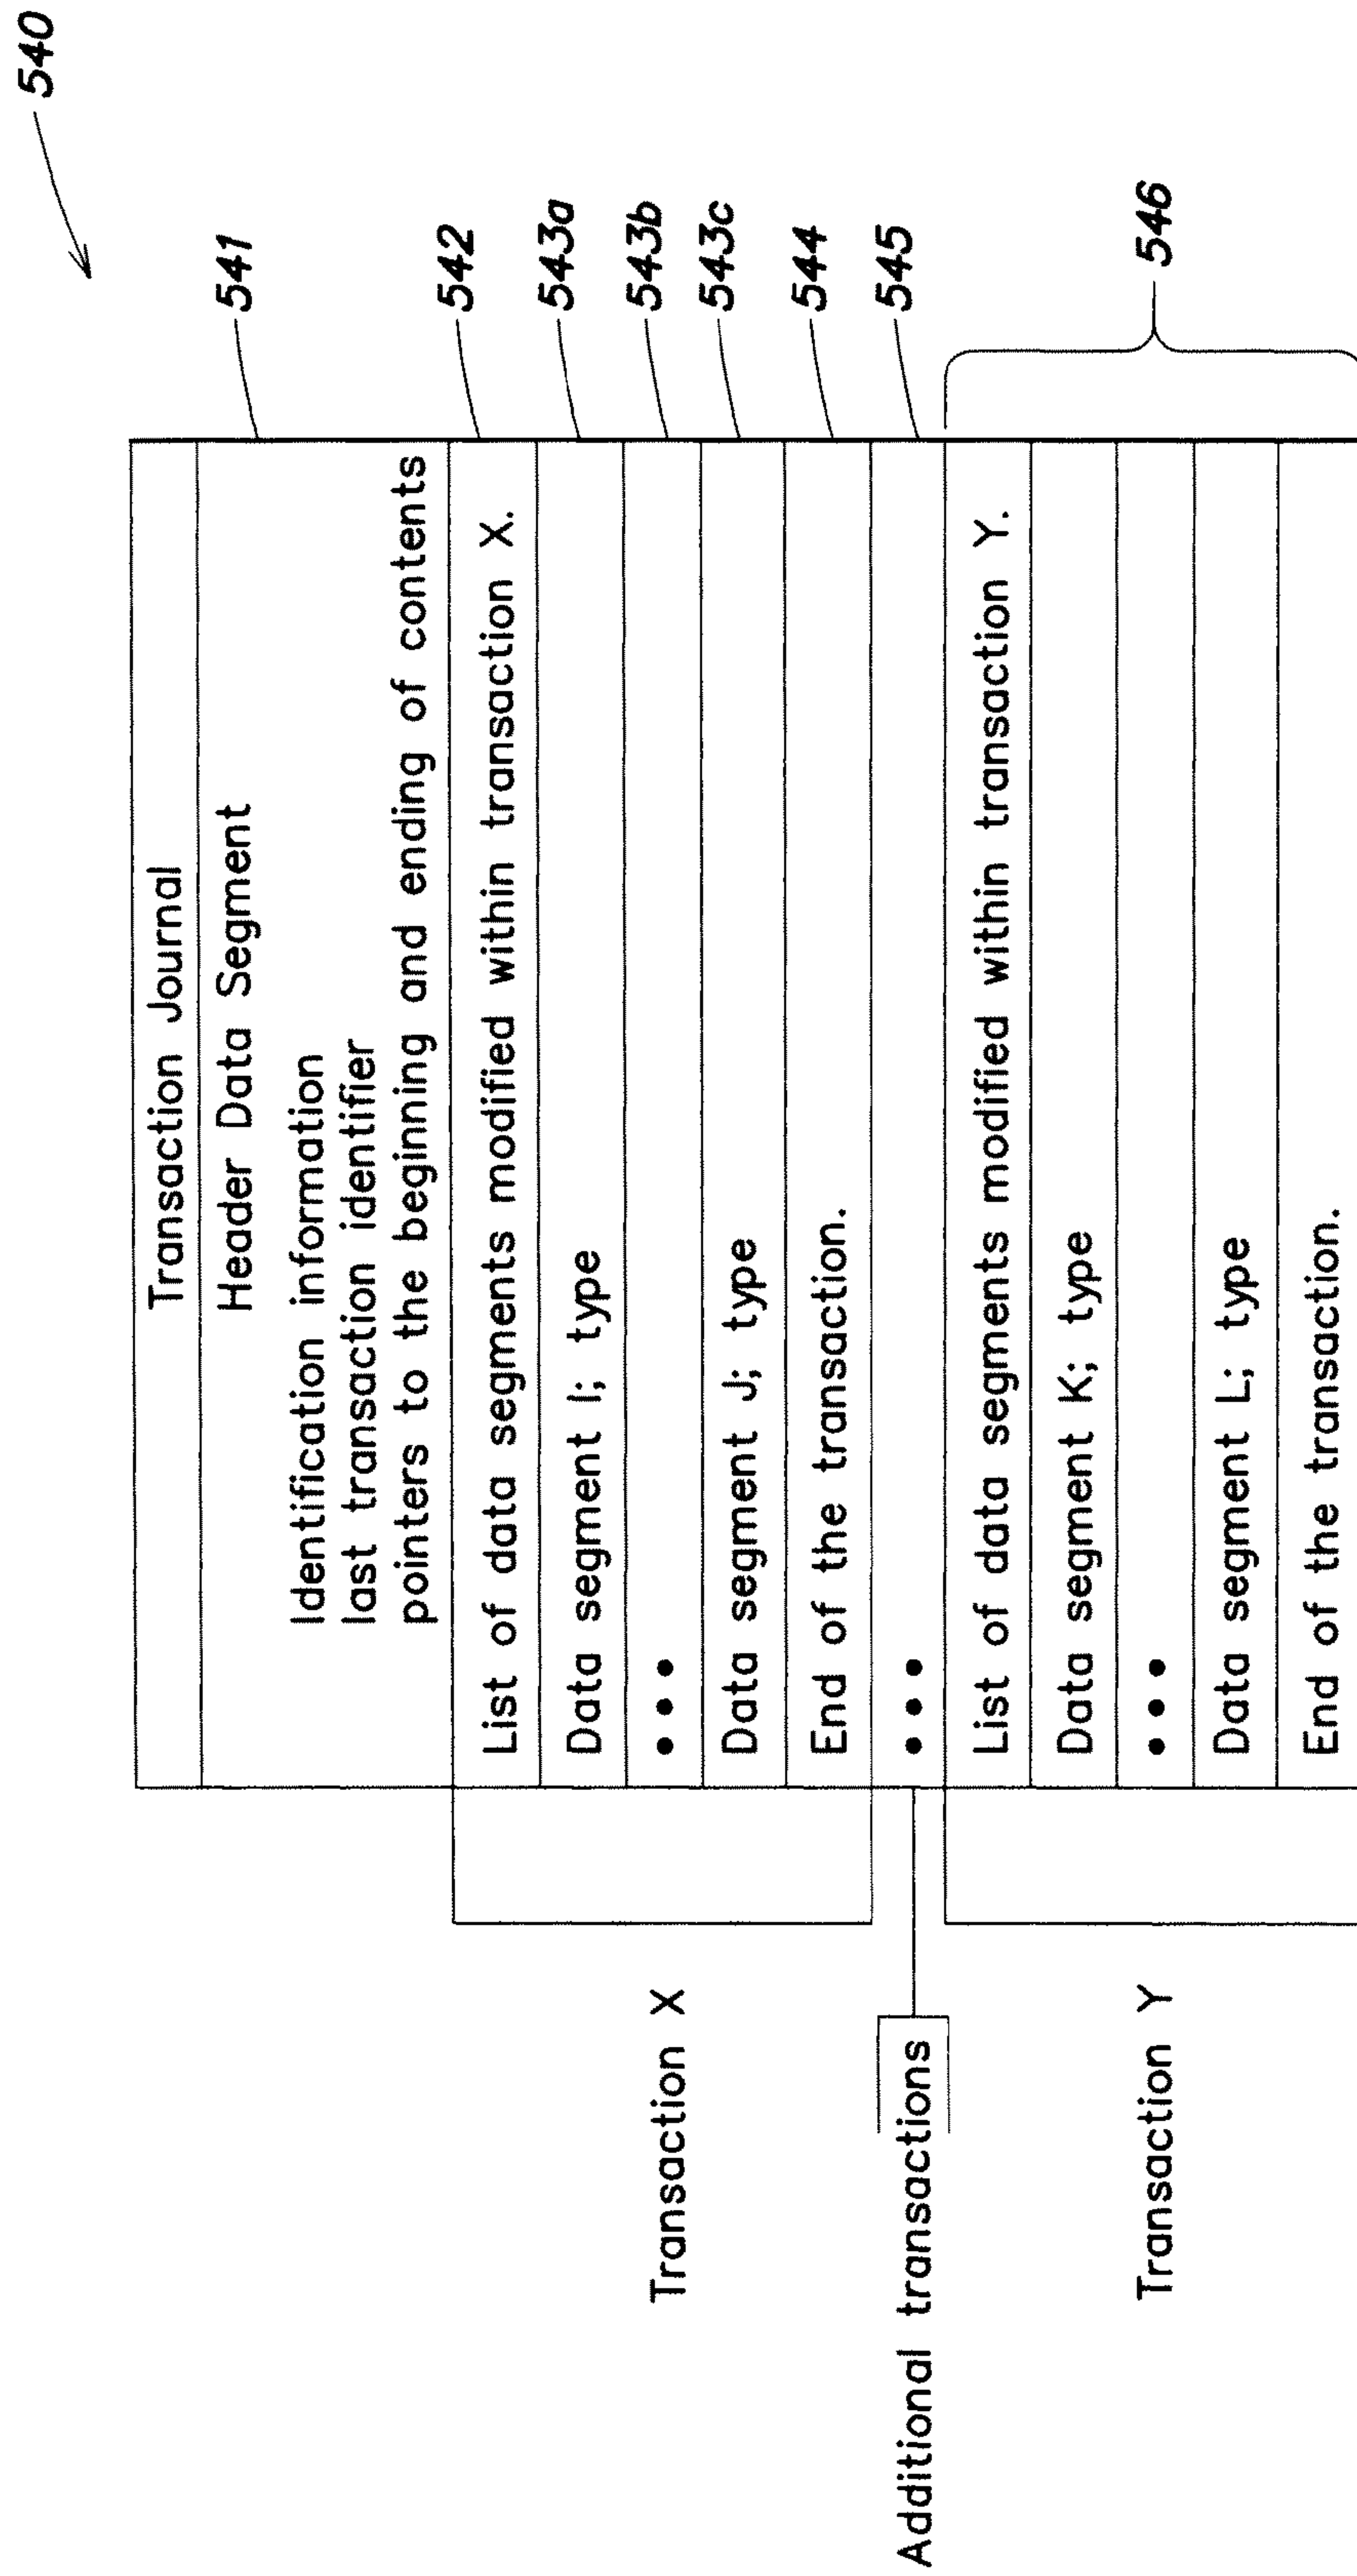 540
Transaction Journal
Header Data Segment
541
Identification information
last transaction identifier
pointers to the beginning and ending of contents
List of data segments modified within transaction X.
542
Data segment I; type
543a
•••
543b
Data segment J; type
543c
End of the transaction.
544
Transaction X
•••
545
Additional transactions
List of data segments modified within transaction Y.
Data segment K; type
•••
Data segment L; type
End of the transaction.
546
Transaction Y